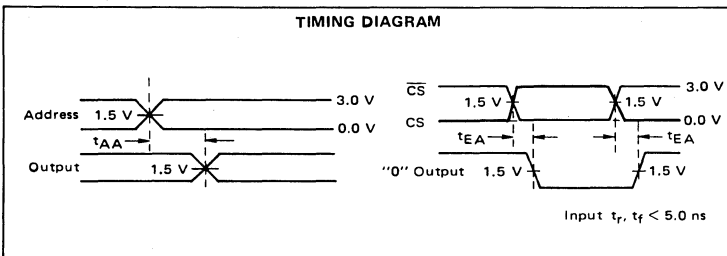 TIMING DIAGRAM
Address
1.5 V
3.0 V
0.0 V
tAA
Output
1.5 V
C̅S̅
CS
1.5 V
1.5 V
3.0 V
0.0 V
tEA
tEA
"0" Output
1.5 V
1.5 V
Input tr, tf < 5.0 ns